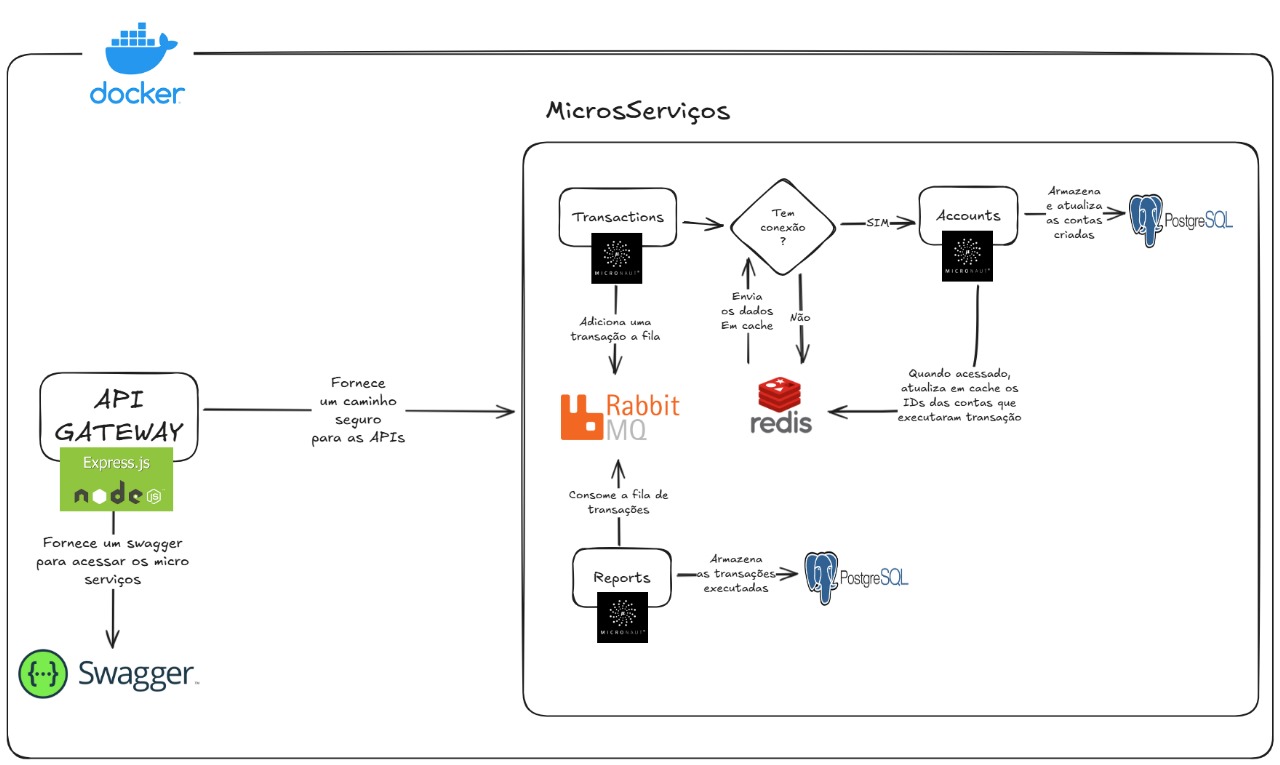 docker
MicrosServiços
Transactions
MICRONAUT
Tem
conexão
?
SIM
Accounts
MICRONAUT
Armazena
e atualiza
as contas
criadas
PostgreSQL
Adiciona uma
transação a fila
Envia
os dados
Em cache
Não
Quando acessado,
atualiza em cache os
IDs das contas que
executaram transação
RabbitMQ
redis
API
GATEWAY
Express.js
node JS
Fornece
um caminho
seguro
para as APIs
Fornece um swagger
para acessar os micro
serviços
Swagger
Consome a fila de
transações
Reports
MICRONAUT
Armazena
as transações
executadas
PostgreSQL